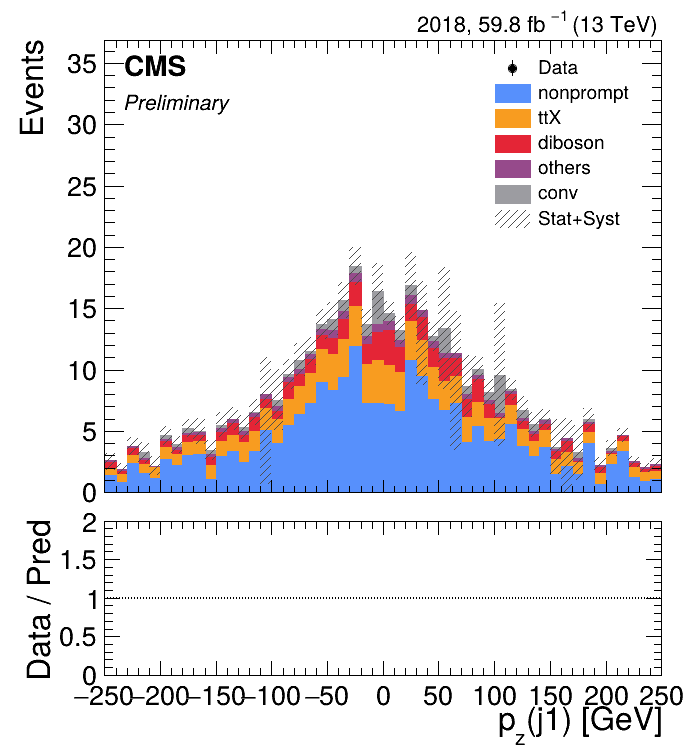 2018, 59.8 fb⁻¹ (13 TeV)
CMS
Preliminary
Events
35
30
25
20
15
10
5
0
Data
nonprompt
ttX
diboson
others
conv
Stat+Syst
Data / Pred
2
1.5
1
0.5
0
−250 −200 −150 −100 −50 0 50 100 150 200 250
p_z(j1) [GeV]